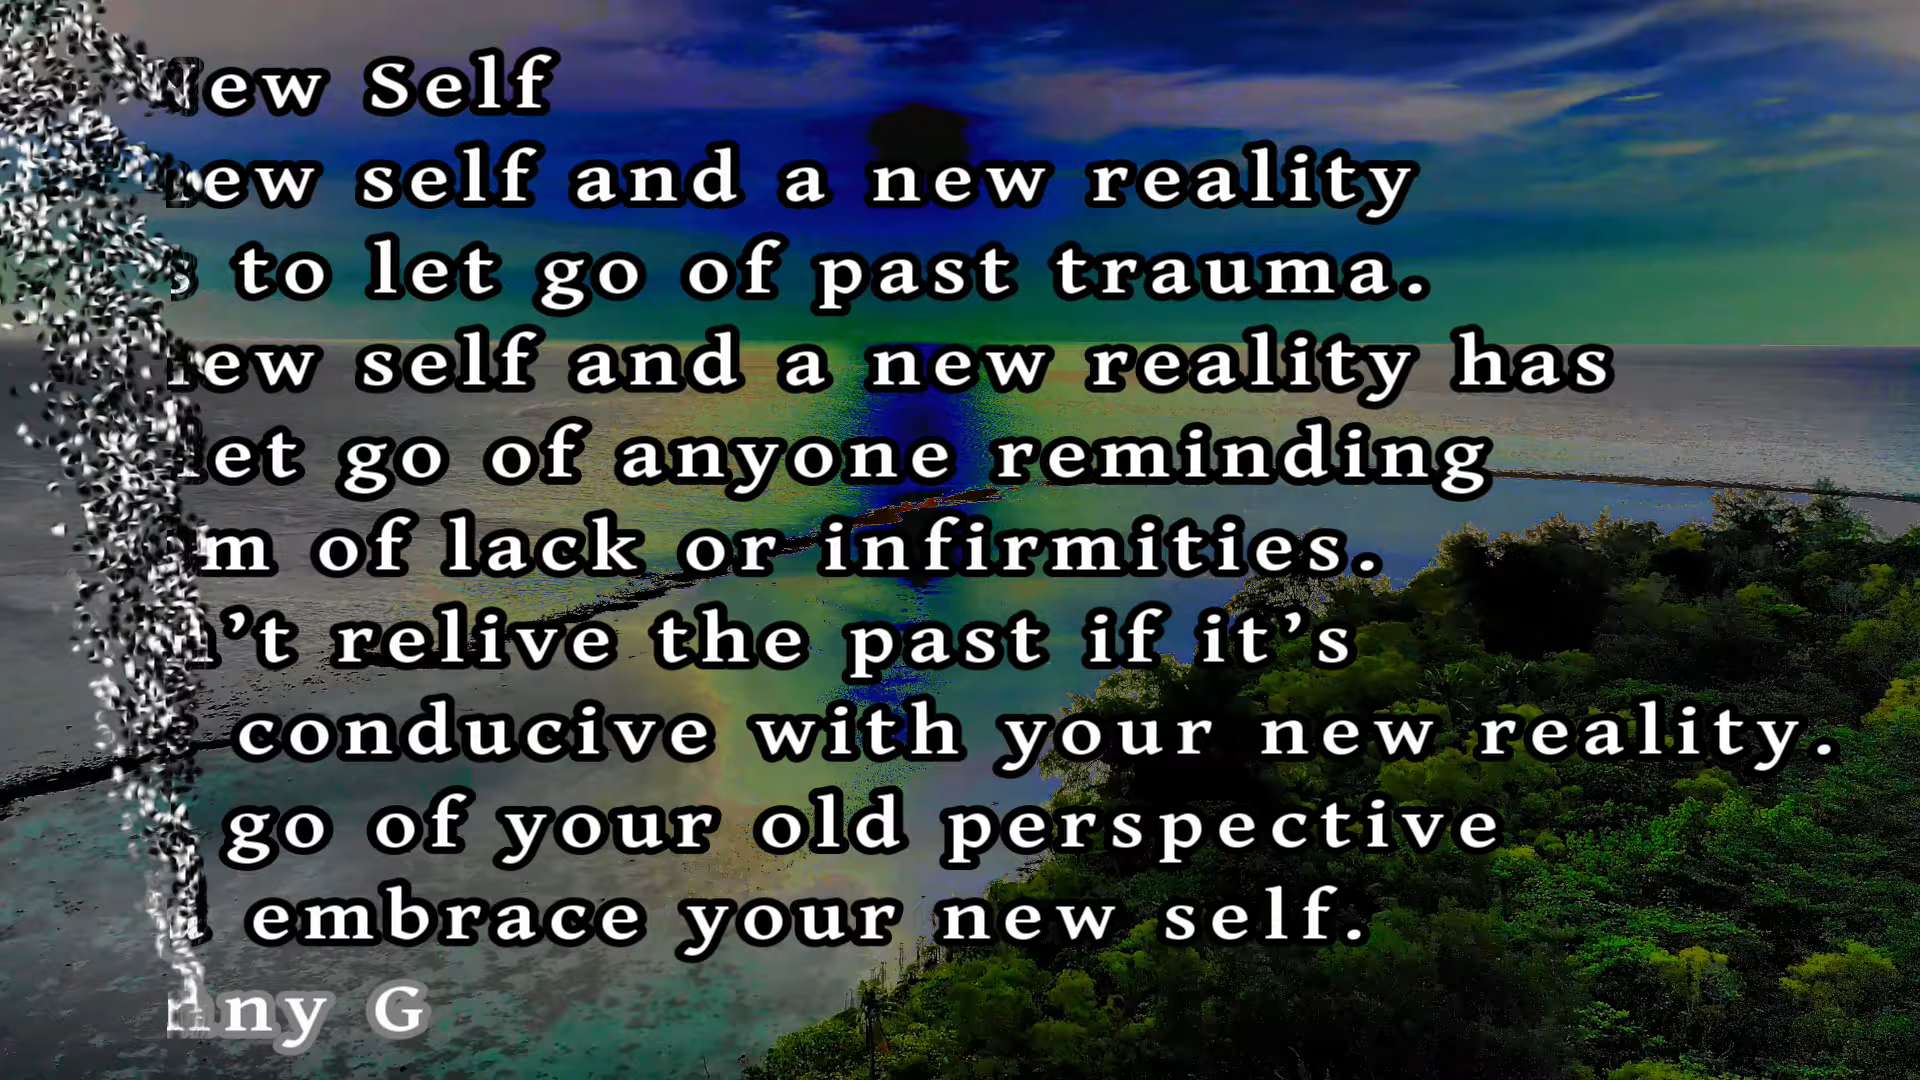 New Self
new self and a new reality
s to let go of past trauma.
new self and a new reality has
let go of anyone reminding
m of lack or infirmities.
n’t relive the past if it’s
conducive with your new reality.
go of your old perspective
embrace your new self.
nny G